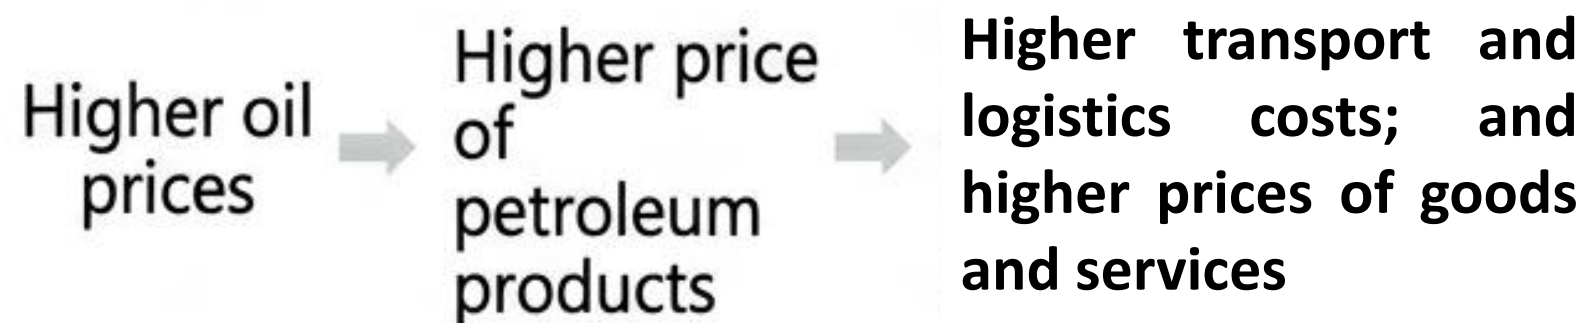 Higher oil
prices
Higher price
of
petroleum
products
Higher transport and
logistics costs; and
higher prices of goods
and services